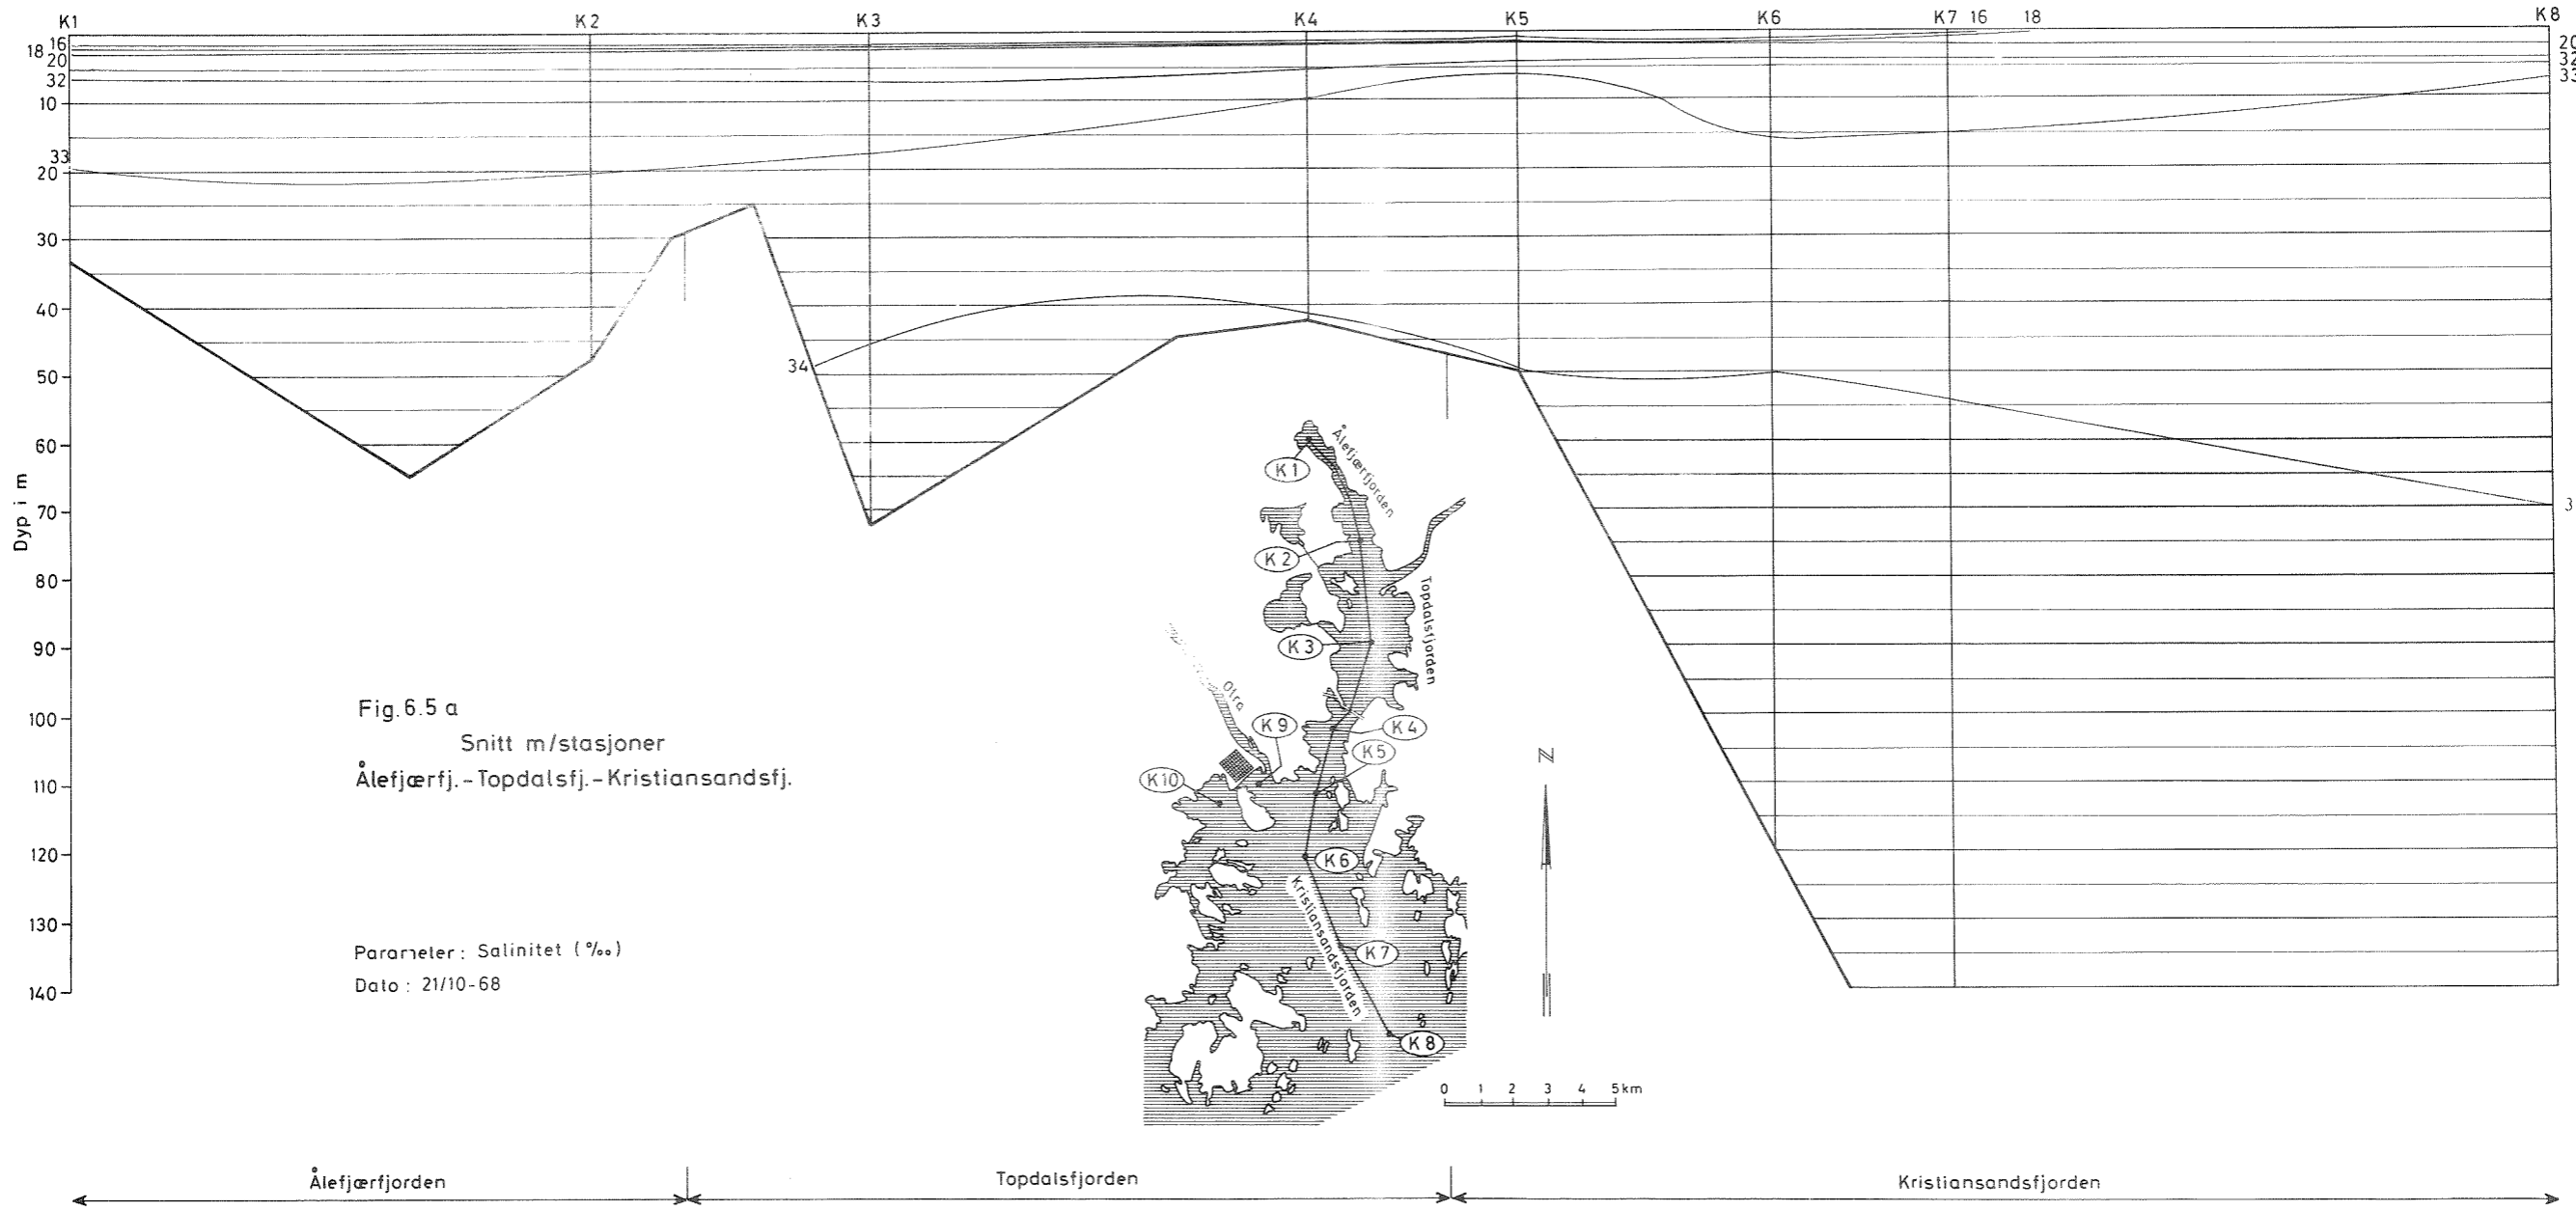 K1 K2 K3 K4 K5 K6 K7 16 18 K8
18 16
20
32
10
33
20
30
40
50
60
70
80
90
100
110
120
130
140
Dyp i m
20
32
33
34
3
Fig.6.5 a
Snitt m/stasjoner
Ålefjærfj.-Topdalsfj.-Kristiansandsfj.
Parameter: Salinitet (‰)
Dato: 21/10-68
K1
Ålefjærfjorden
K2
Topdalsfjorden
K3
Otra
K9
K4
K5
K10
K6
Kristiansandsfjorden
K7
K8
N
0 1 2 3 4 5km
Ålefjærfjorden
Topdalsfjorden
Kristiansandsfjorden